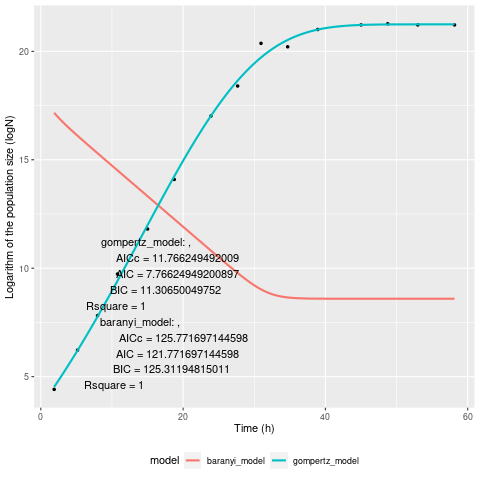 20
15
10
5
gompertz_model: ,
AICc = 11.766249492009
AIC = 7.76624949200897
BIC = 11.30650049752
Rsquare = 1
baranyi_model: ,
AICc = 125.771697144598
AIC = 121.771697144598
BIC = 125.31194815011
Rsquare = 1
0
20
40
60
Time (h)
Logarithm of the population size (logN)
model
baranyi_model
gompertz_model